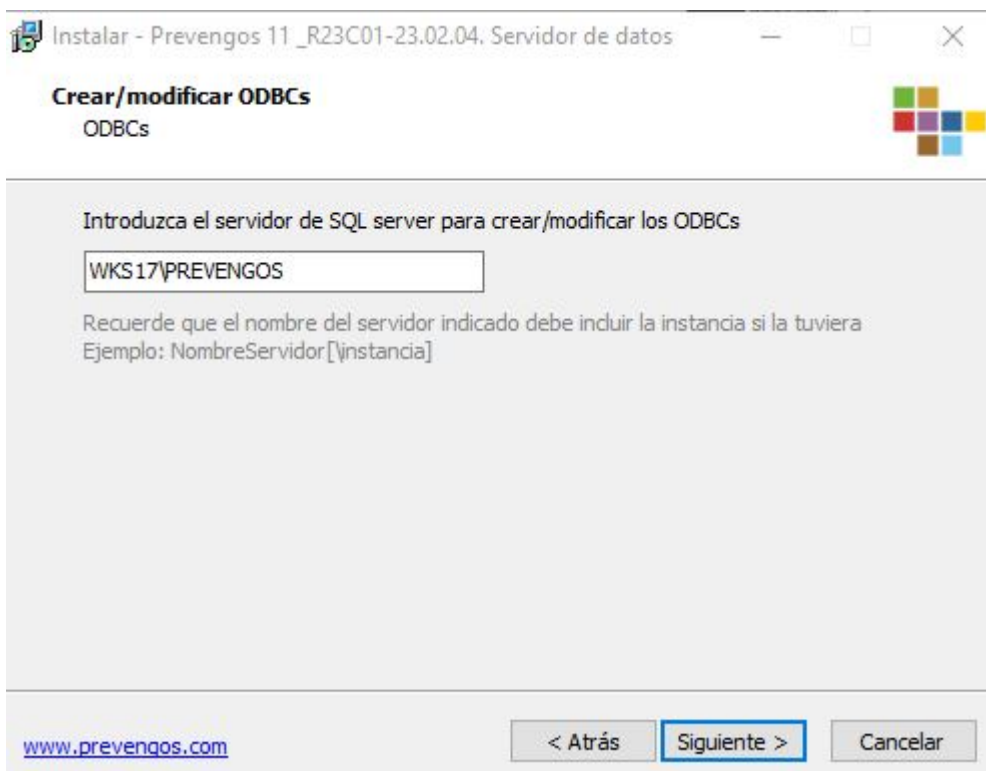 Instalar - Prevengos 11 _R23C01-23.02.04. Servidor de datos
Crear/modificar ODBCs
ODBCs
Introduzca el servidor de SQL server para crear/modificar los ODBCs
WKS17\PREVENGOS
Recuerde que el nombre del servidor indicado debe incluir la instancia si la tuviera
Ejemplo: NombreServidor[\instancia]
www.prevengos.com
< Atrás
Siguiente >
Cancelar